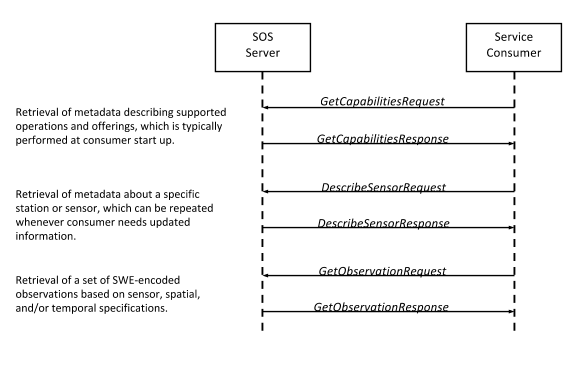 SOS
Server
Service
Consumer
GetCapabilitiesRequest
Retrieval of metadata describing supported
operations and offerings, which is typically
performed at consumer start up.
GetCapabilitiesResponse
DescribeSensorRequest
Retrieval of metadata about a specific
station or sensor, which can be repeated
whenever consumer needs updated
information.
DescribeSensorResponse
GetObservationRequest
Retrieval of a set of SWE-encoded
observations based on sensor, spatial,
and/or temporal specifications.
GetObservationResponse